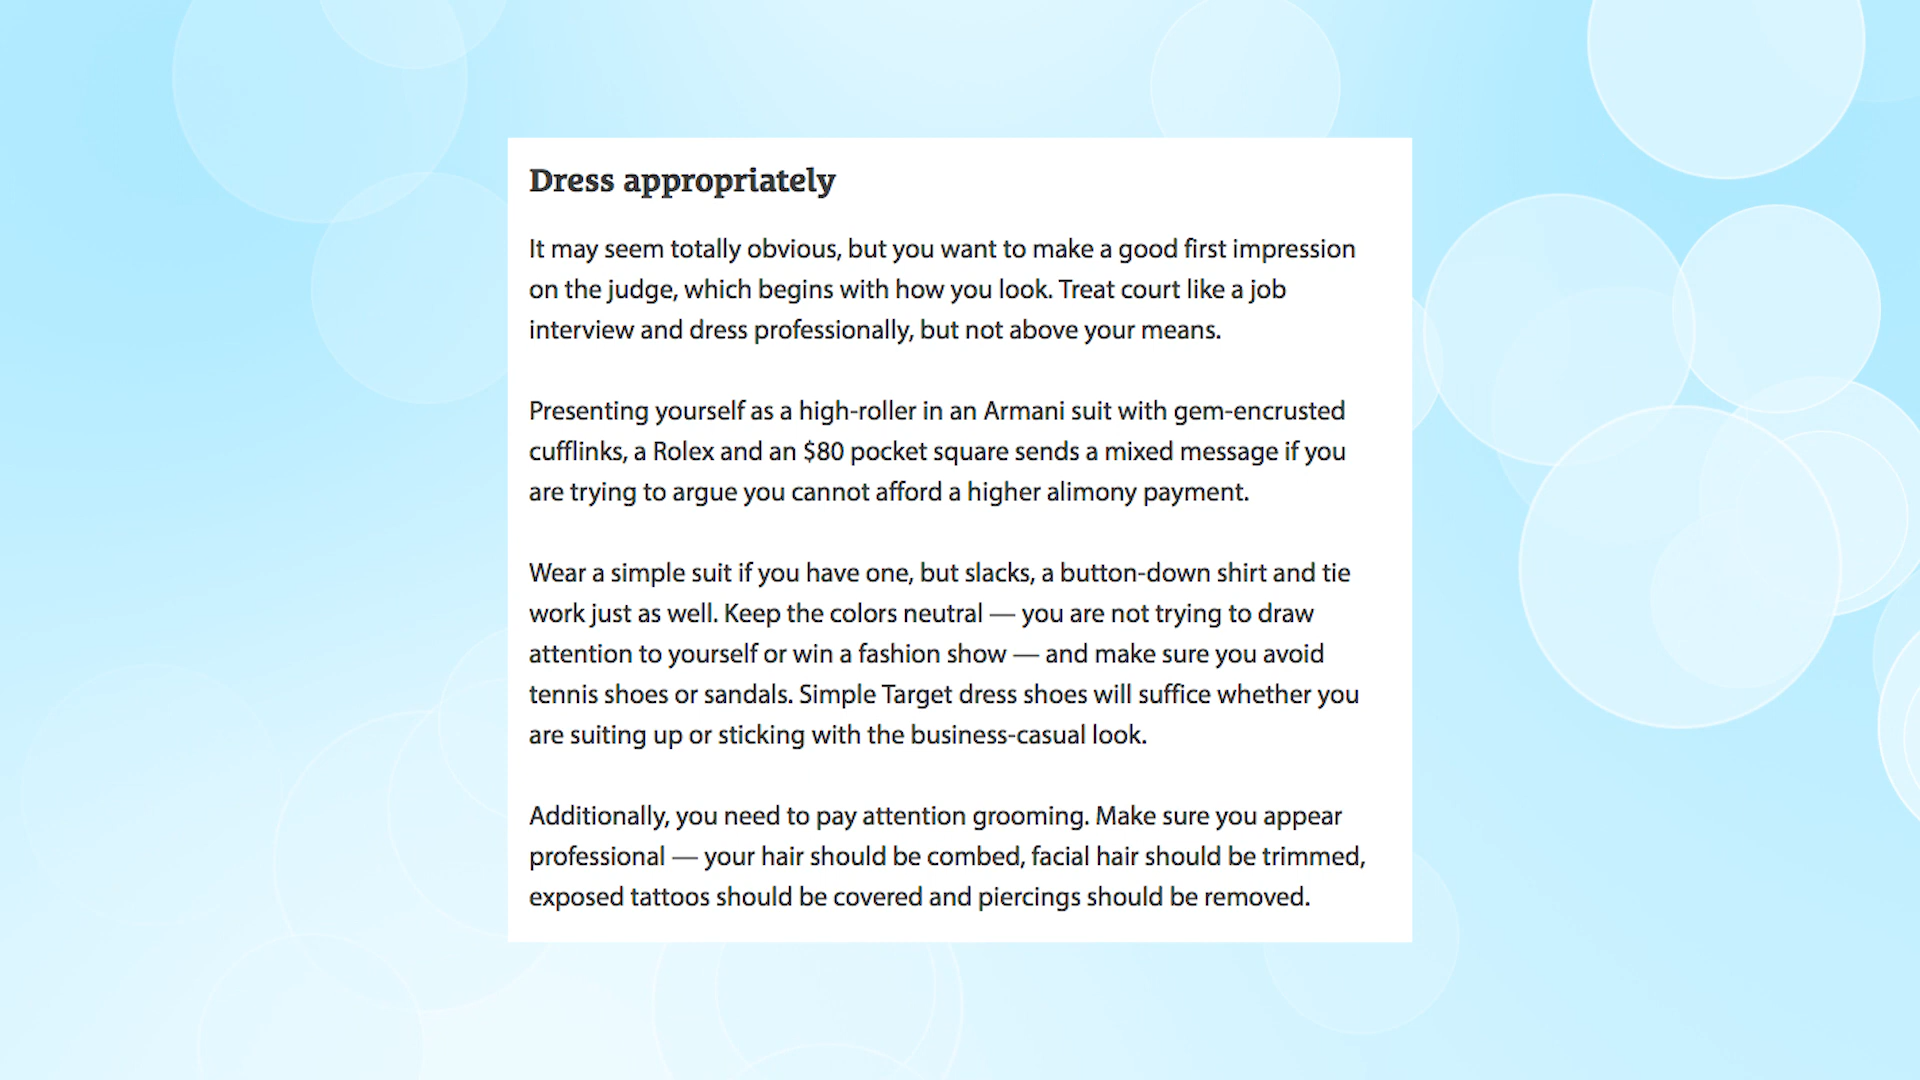 Dress appropriately
It may seem totally obvious, but you want to make a good first impression
on the judge, which begins with how you look. Treat court like a job
interview and dress professionally, but not above your means.
Presenting yourself as a high-roller in an Armani suit with gem-encrusted
cufflinks, a Rolex and an $80 pocket square sends a mixed message if you
are trying to argue you cannot afford a higher alimony payment.
Wear a simple suit if you have one, but slacks, a button-down shirt and tie
work just as well. Keep the colors neutral — you are not trying to draw
attention to yourself or win a fashion show — and make sure you avoid
tennis shoes or sandals. Simple Target dress shoes will suffice whether you
are suiting up or sticking with the business-casual look.
Additionally, you need to pay attention grooming. Make sure you appear
professional — your hair should be combed, facial hair should be trimmed,
exposed tattoos should be covered and piercings should be removed.